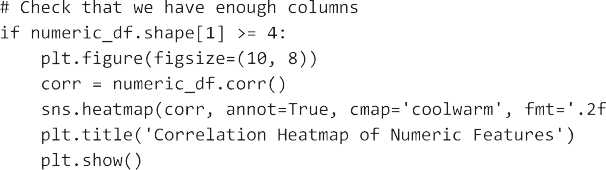 # Check that we have enough columns
if numeric_df.shape[1] >= 4:
    plt.figure(figsize=(10, 8))
    corr = numeric_df.corr()
    sns.heatmap(corr, annot=True, cmap='coolwarm', fmt='.2f
    plt.title('Correlation Heatmap of Numeric Features')
    plt.show()